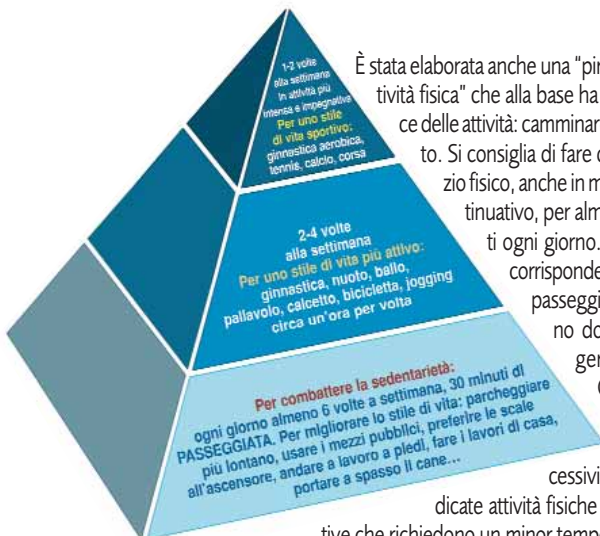 1-2 volte
alla settimana
in attività più
intensa e impegnativa
Per uno stile
di vita sportivo:
ginnastica aerobica,
tennis, calcio, corsa
2-4 volte
alla settimana
Per uno stile di vita più attivo:
ginnastica, nuoto, ballo,
pallavolo, calcetto, bicicletta, jogging
circa un'ora per volta
Per combattere la sedentarietà:
ogni giorno almeno 6 volte a settimana, 30 minuti di
PASSEGGIATA. Per migliorare lo stile di vita: parcheggiare
più lontano, usare i mezzi pubblici, preferire le scale
all'ascensore, andare a lavoro a piedi, fare i lavori di casa,
portare a spasso il cane...
È stata elaborata anche una "pir
tività fisica" che alla base ha
ce delle attività: camminar
to. Si consiglia di fare
zio fisico, anche in m
tinuativo, per alm
ti ogni giorno.
corrisponde
passeggi
no do
ger
cessivi
dicate attività fisiche
tive che richiedono un minor tempo